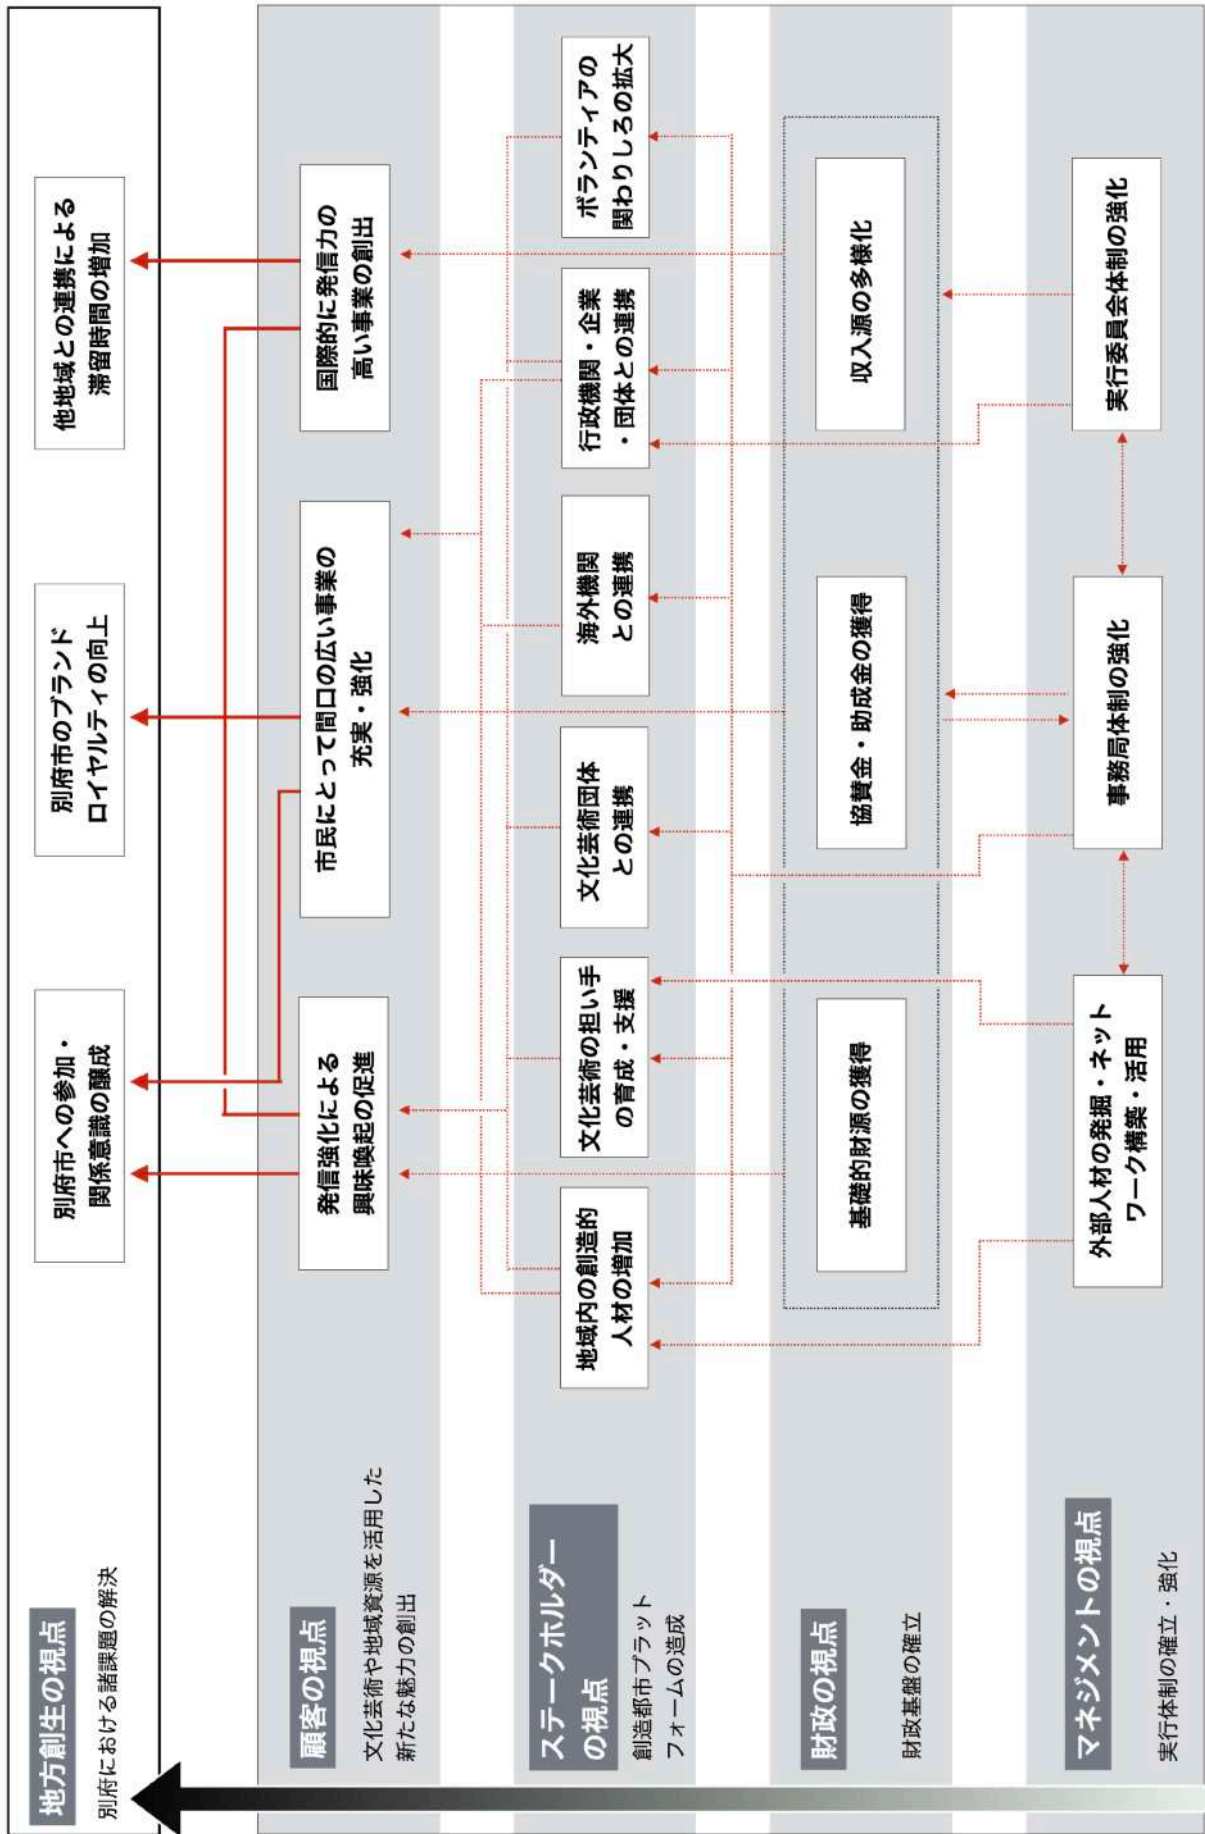 地方創生の視点
別府における諸課題の解決
別府市への参加・
関係意識の醸成
別府市のブランド
ロイヤルティの向上
他地域との連携による
滞留時間の増加
顧客の視点
文化芸術や地域資源を活用した
新たな魅力の創出
発信強化による
興味喚起の促進
市民にとって間口の広い事業の
充実・強化
国際的に発信力の
高い事業の創出
ステークホルダー
の視点
創造都市プラット
フォームの造成
地域内の創造的
人材の増加
文化芸術の担い手
の育成・支援
文化芸術団体
との連携
海外機関
との連携
行政機関・企業
・団体との連携
ボランティアの
関わりしろの拡大
財政の視点
財政基盤の確立
基礎的財源の獲得
協賛金・助成金の獲得
収入源の多様化
マネジメントの視点
実行体制の確立・強化
外部人材の発掘・ネット
ワーク構築・活用
事務局体制の強化
実行委員会体制の強化